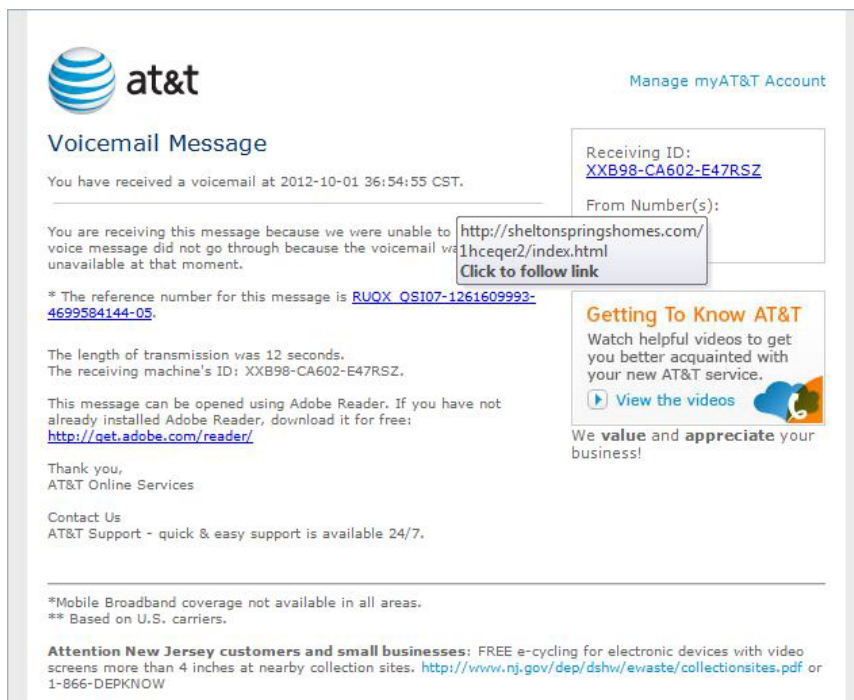 at&t
Manage myAT&T Account
Voicemail Message
You have received a voicemail at 2012-10-01 36:54:55 CST.
You are receiving this message because we were unable to
voice message did not go through because the voicemail wa
unavailable at that moment.
* The reference number for this message is RUQX_QSI07-1261609993-
4699584144-05.
The length of transmission was 12 seconds.
The receiving machine's ID: XXB98-CA602-E47RSZ.
This message can be opened using Adobe Reader. If you have not
already installed Adobe Reader, download it for free:
http://get.adobe.com/reader/
Thank you,
AT&T Online Services
Contact Us
AT&T Support - quick & easy support is available 24/7.
Receiving ID:
XXB98-CA602-E47RSZ
From Number(s):
http://sheltonspringshomes.com/
1hceqer2/index.html
Click to follow link
Getting To Know AT&T
Watch helpful videos to get
you better acquainted with
your new AT&T service.
View the videos
We value and appreciate your
business!
*Mobile Broadband coverage not available in all areas.
** Based on U.S. carriers.
Attention New Jersey customers and small businesses: FREE e-cycling for electronic devices with video
screens more than 4 inches at nearby collection sites. http://www.nj.gov/dep/dshw/ewaste/collectionsites.pdf or
1-866-DEPKNOW